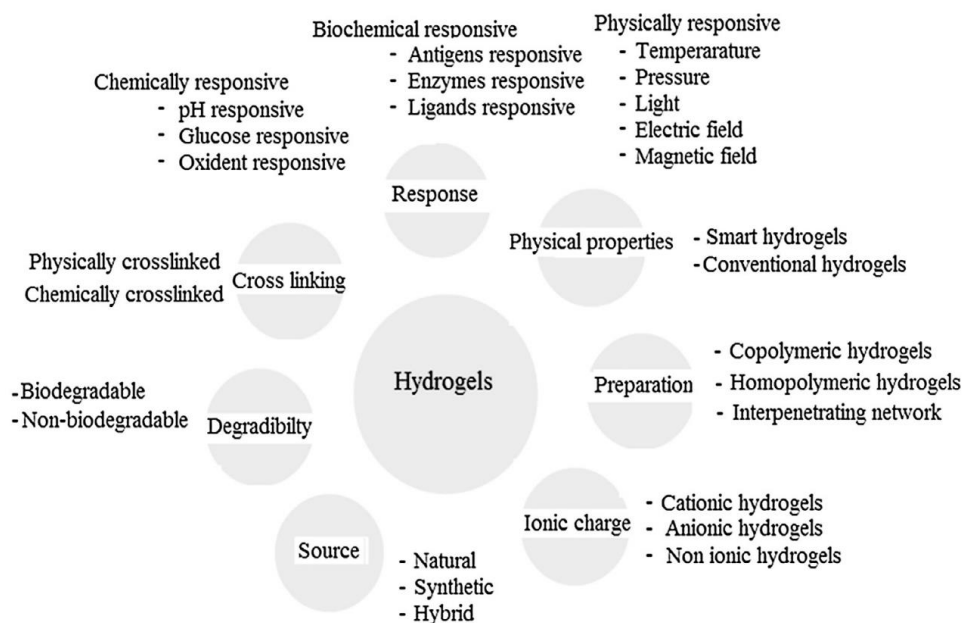 Biochemical responsive
- Antigens responsive
- Enzymes responsive
- Ligands responsive
Physically responsive
- Temperarature
- Pressure
- Light
- Electric field
- Magnetic field
Chemically responsive
- pH responsive
- Glucose responsive
- Oxident responsive
Response
Physical properties
- Smart hydrogels
- Conventional hydrogels
Physically crosslinked
Chemically crosslinked
Cross linking
Hydrogels
Preparation
- Copolymeric hydrogels
- Homopolymeric hydrogels
- Interpenetrating network
- Biodegradable
- Non-biodegradable
Degradibilty
Ionic charge
- Cationic hydrogels
- Anionic hydrogels
- Non ionic hydrogels
Source
- Natural
- Synthetic
- Hybrid